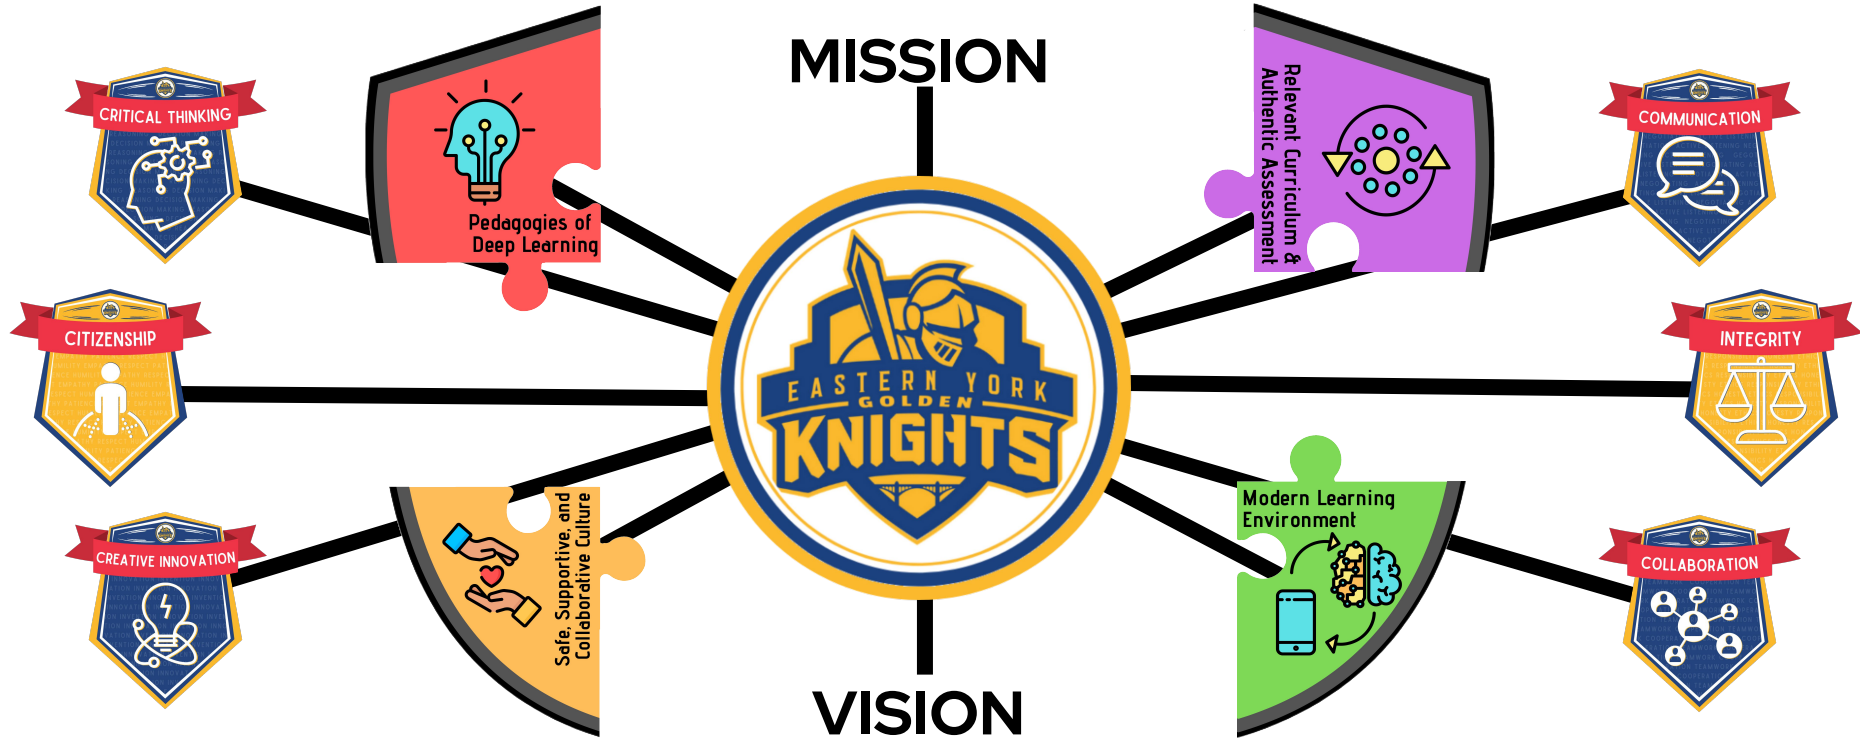 MISSION
CRITICAL THINKING
Pedagogies of
Deep Learning
Relevant Curriculum &
Authentic Assessment
COMMUNICATION
CITIZENSHIP
EASTERN YORK
GOLDEN
KNIGHTS
INTEGRITY
CREATIVE INNOVATION
Safe, Supportive, and
Collaborative Culture
Modern Learning
Environment
COLLABORATION
VISION